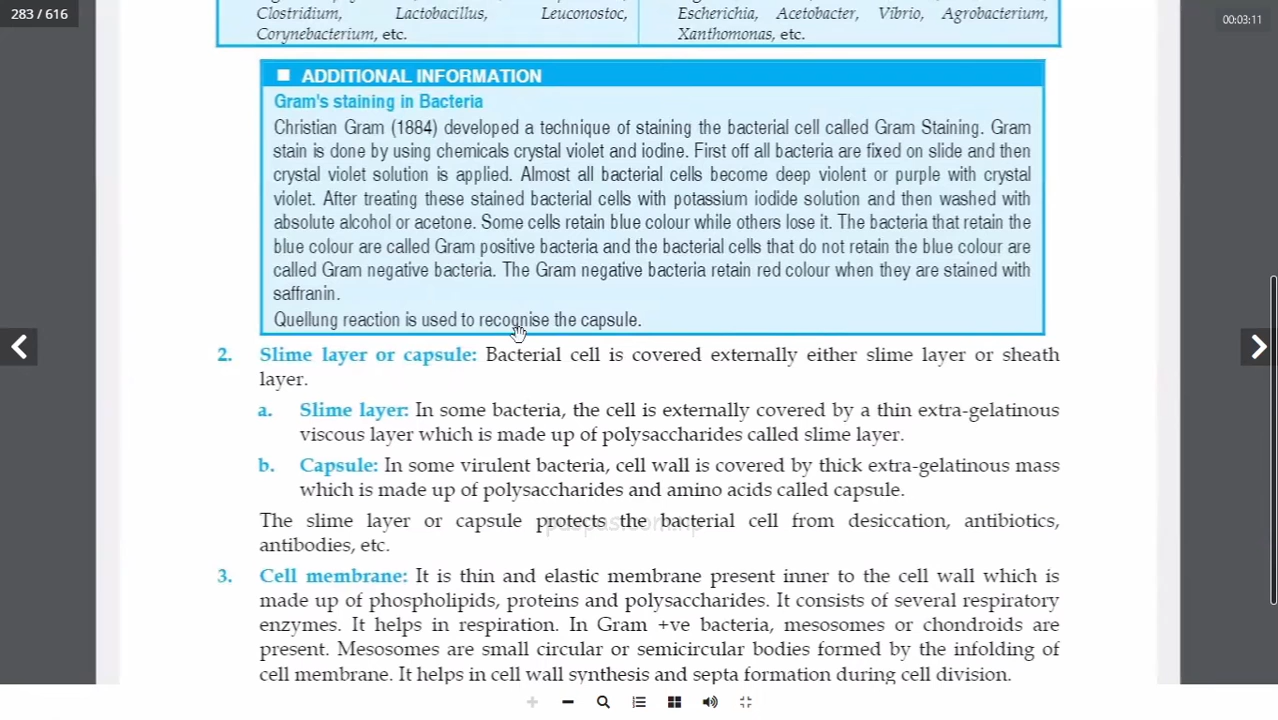 283 / 616
00:03:11
Clostridium, Lactobacillus, Leuconostoc,
Corynebacterium, etc.
Escherichia, Acetobacter, Vibrio, Agrobacterium,
Xanthomonas, etc.
ADDITIONAL INFORMATION
Gram's staining in Bacteria
Christian Gram (1884) developed a technique of staining the bacterial cell called Gram Staining. Gram
stain is done by using chemicals crystal violet and iodine. First off all bacteria are fixed on slide and then
crystal violet solution is applied. Almost all bacterial cells become deep violent or purple with crystal
violet. After treating these stained bacterial cells with potassium iodide solution and then washed with
absolute alcohol or acetone. Some cells retain blue colour while others lose it. The bacteria that retain the
blue colour are called Gram positive bacteria and the bacterial cells that do not retain the blue colour are
called Gram negative bacteria. The Gram negative bacteria retain red colour when they are stained with
saffranin.
Quellung reaction is used to recognise the capsule.
2. Slime layer or capsule: Bacterial cell is covered externally either slime layer or sheath
layer.
a. Slime layer: In some bacteria, the cell is externally covered by a thin extra-gelatinous
viscous layer which is made up of polysaccharides called slime layer.
b. Capsule: In some virulent bacteria, cell wall is covered by thick extra-gelatinous mass
which is made up of polysaccharides and amino acids called capsule.
The slime layer or capsule protects the bacterial cell from desiccation, antibiotics,
antibodies, etc.
3. Cell membrane: It is thin and elastic membrane present inner to the cell wall which is
made up of phospholipids, proteins and polysaccharides. It consists of several respiratory
enzymes. It helps in respiration. In Gram +ve bacteria, mesosomes or chondroids are
present. Mesosomes are small circular or semicircular bodies formed by the infolding of
cell membrane. It helps in cell wall synthesis and septa formation during cell division.